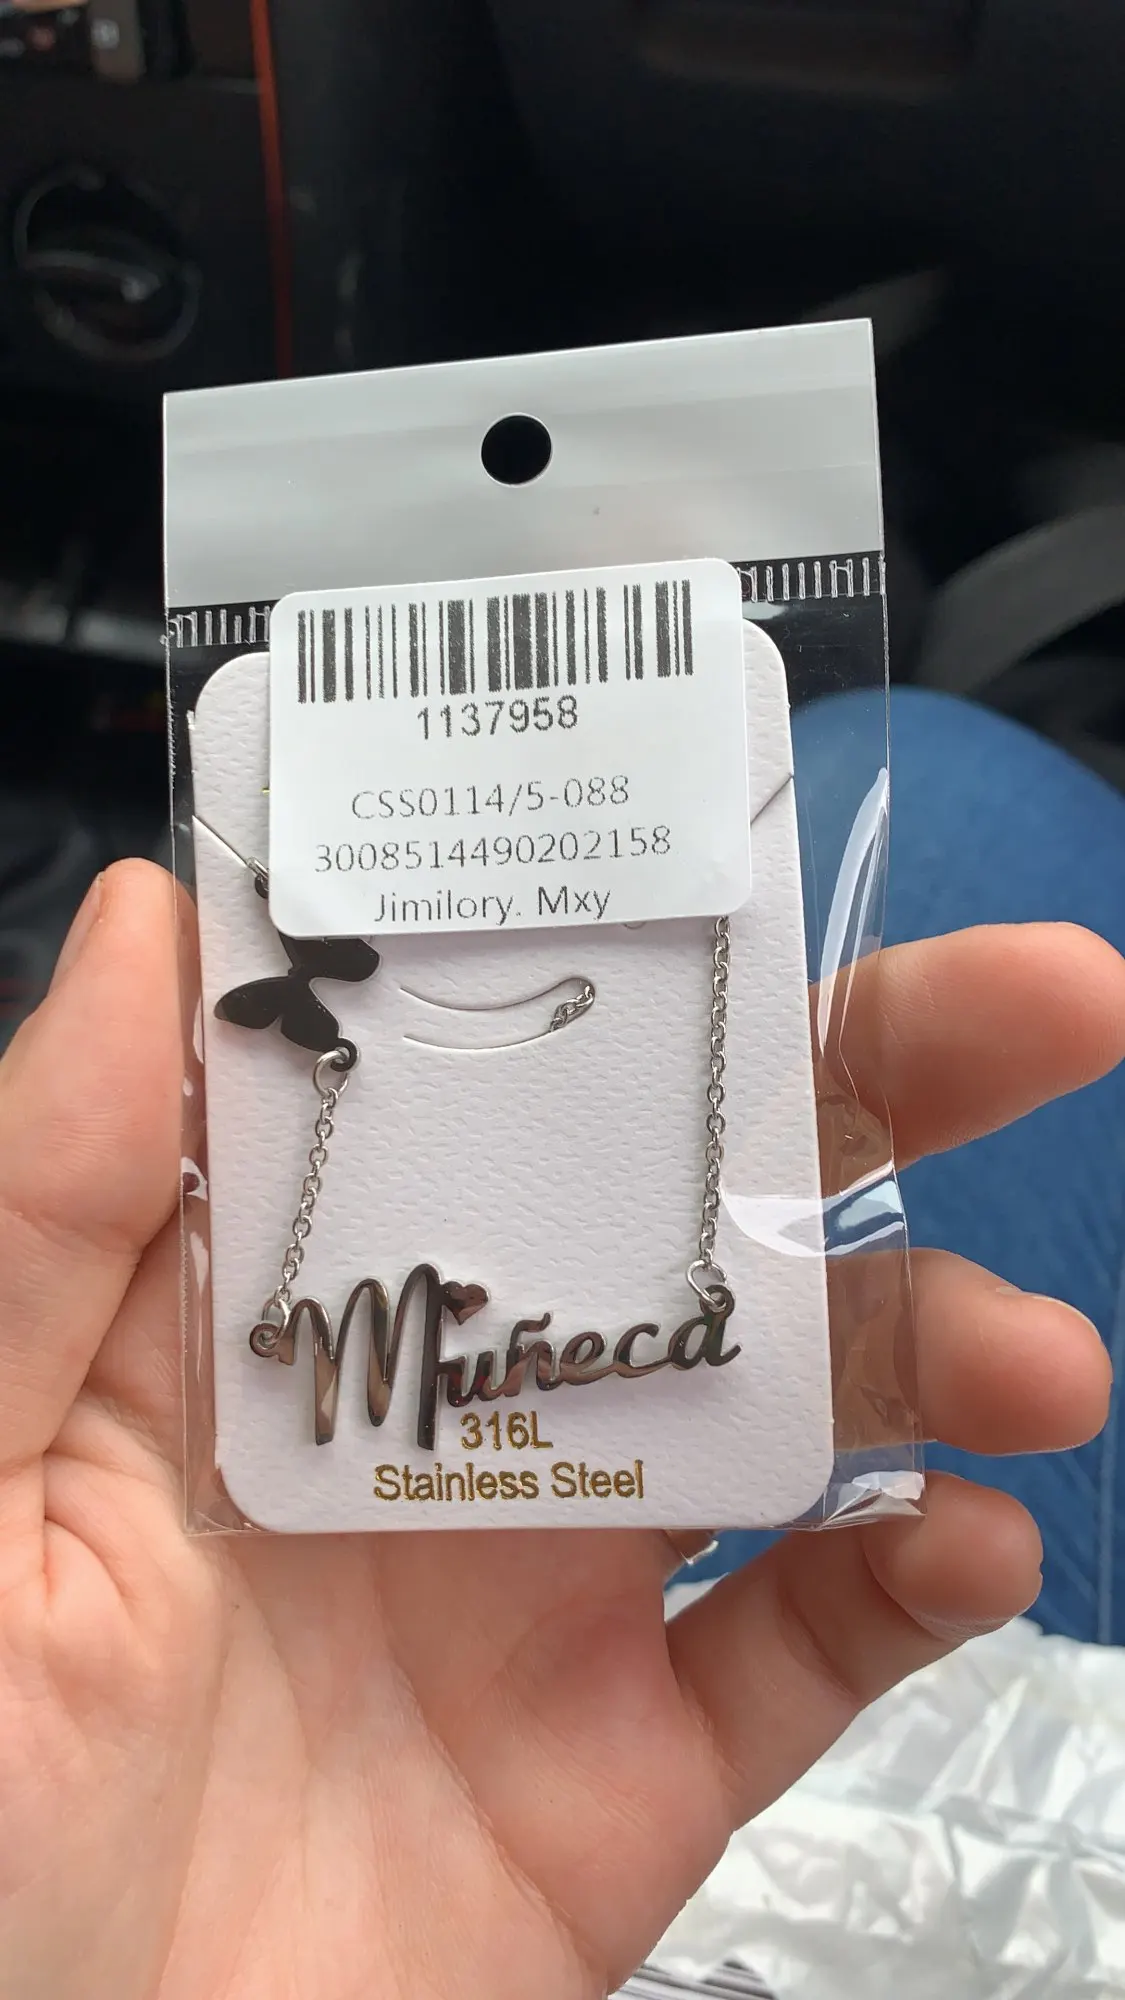 1137958
CSS0114/5-088
3008514490202158
Jimilory. Mxy
Muñeca
316L
Stainless Steel